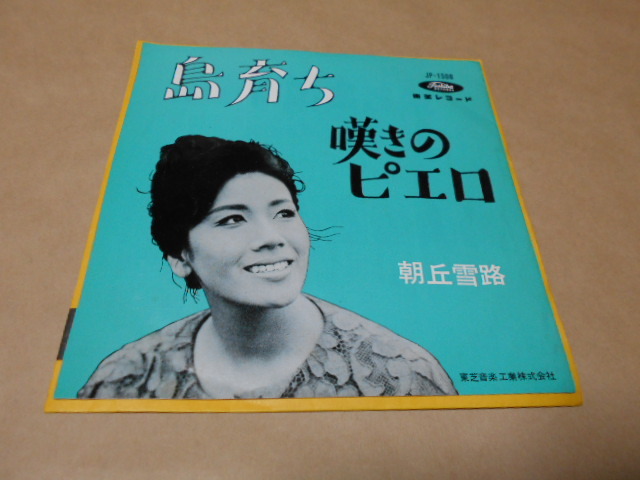 島育ち
JP-1508
Toshiba
東芝レコード
嘆きの
ピエロ
朝丘雪路
東芝音楽工業株式会社